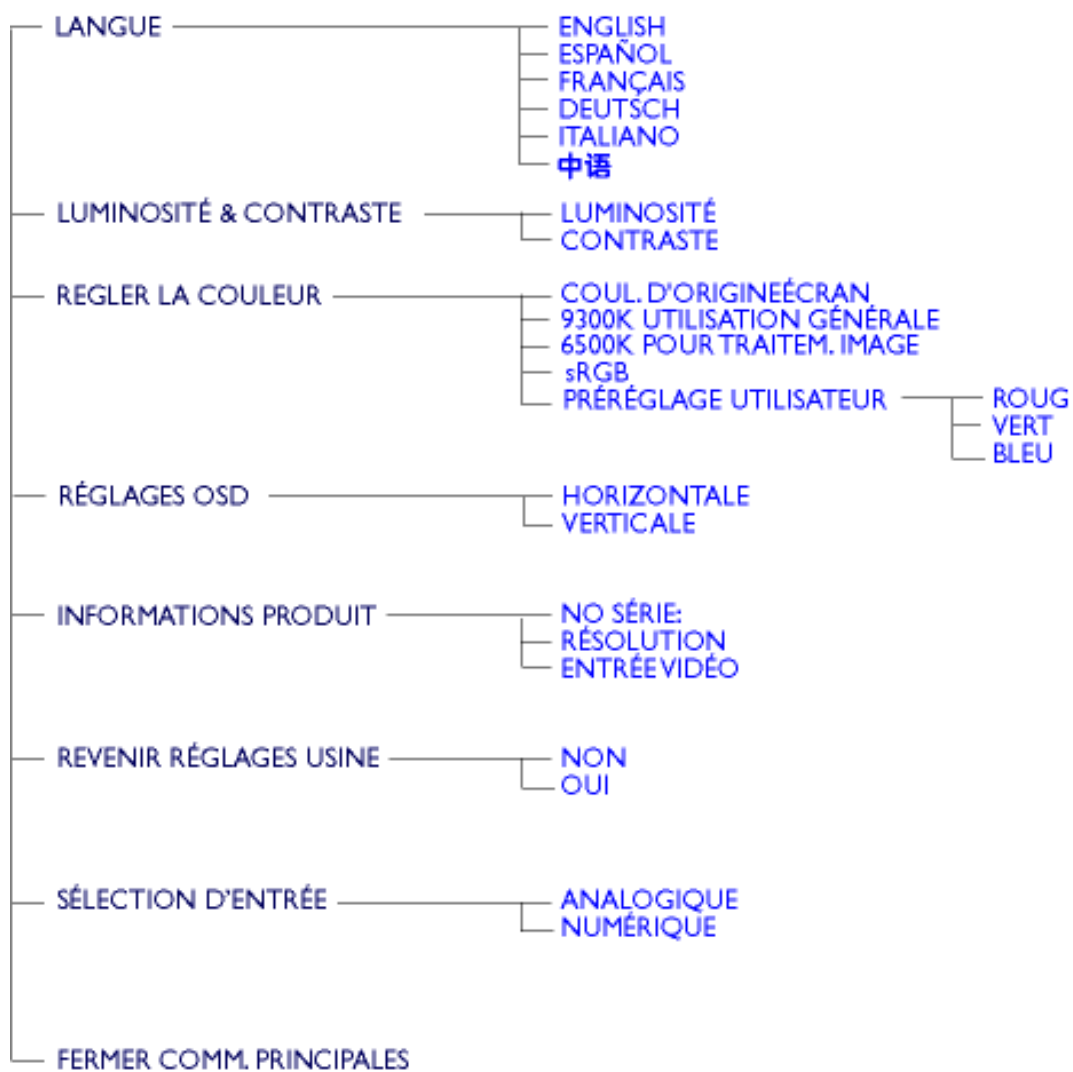 LANGUE
ENGLISH
ESPAÑOL
FRANÇAIS
DEUTSCH
ITALIANO
中语
LUMINOSITÉ & CONTRASTE
LUMINOSITÉ
CONTRASTE
REGLER LA COULEUR
COUL. D'ORIGINEÉCRAN
9300K UTILISATION GÉNÉRALE
6500K POUR TRAITEM. IMAGE
sRGB
PRÉRÉGLAGE UTILISATEUR
ROUG
VERT
BLEU
RÉGLAGES OSD
HORIZONTALE
VERTICALE
INFORMATIONS PRODUIT
NO SÉRIE:
RÉSOLUTION
ENTRÉE VIDÉO
REVENIR RÉGLAGES USINE
NON
OUI
SÉLECTION D'ENTRÉE
ANALOGIQUE
NUMÉRIQUE
FERMER COMM. PRINCIPALES